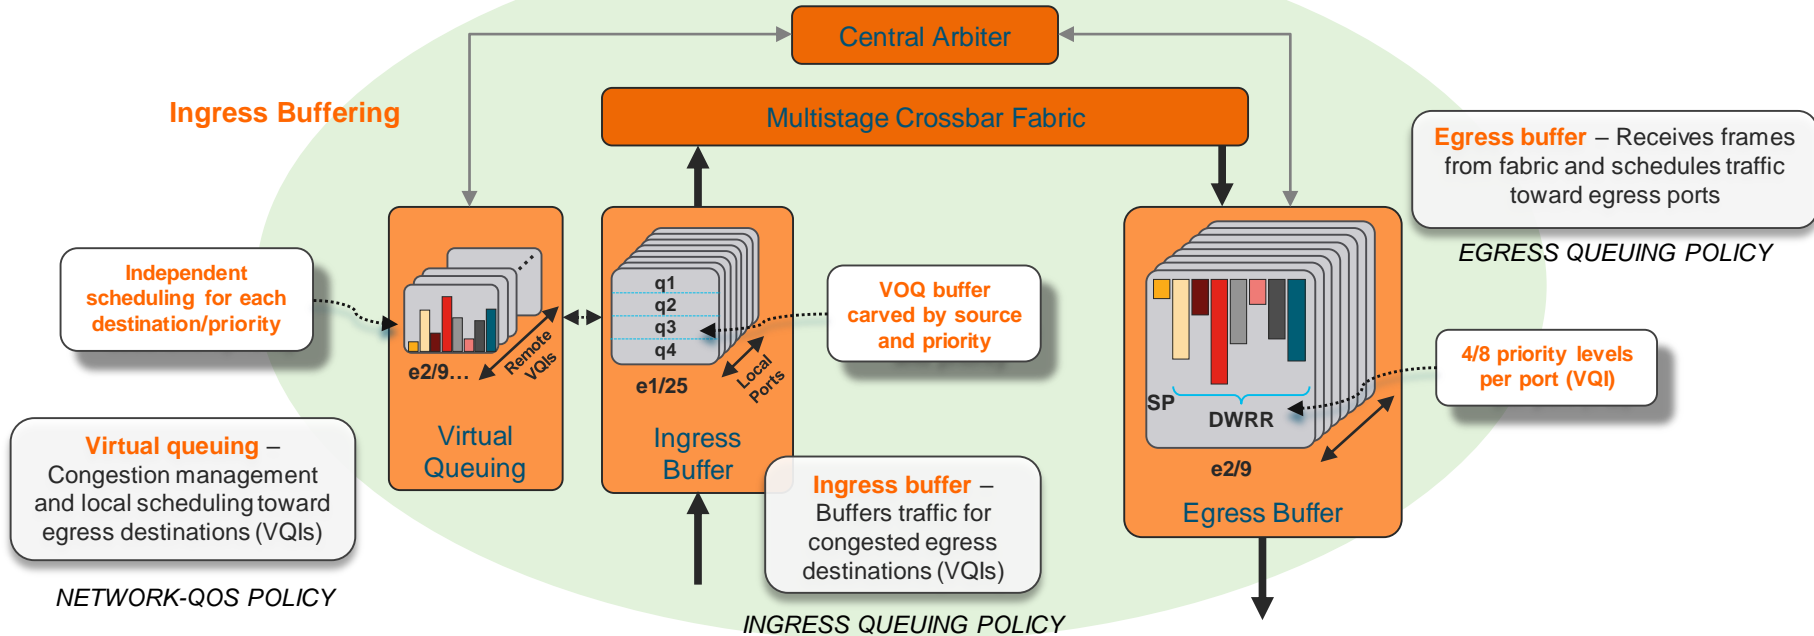 Central Arbiter
Multistage Crossbar Fabric
Ingress Buffering
Egress buffer – Receives frames
from fabric and schedules traffic
toward egress ports
EGRESS QUEUING POLICY
Independent
scheduling for each
destination/priority
e2/9…
Remote
VQIs
Virtual
Queuing
q1
q2
q3
q4
e1/25
Local
Ports
Ingress
Buffer
VOQ buffer
carved by source
and priority
SP
DWRR
e2/9
Egress Buffer
4/8 priority levels
per port (VQI)
Virtual queuing –
Congestion management
and local scheduling toward
egress destinations (VQIs)
NETWORK-QOS POLICY
Ingress buffer –
Buffers traffic for
congested egress
destinations (VQIs)
INGRESS QUEUING POLICY